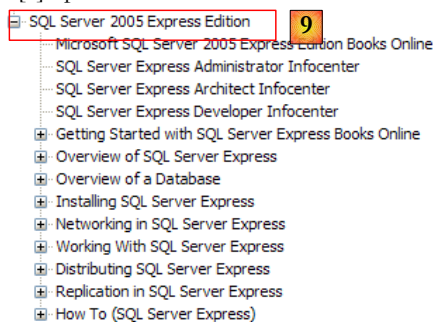 SQL Server 2005 Express Edition
9
Microsoft SQL Server 2005 Express Edition Books Online
SQL Server Express Administrator Infocenter
SQL Server Express Architect Infocenter
SQL Server Express Developer Infocenter
Getting Started with SQL Server Express Books Online
Overview of SQL Server Express
Overview of a Database
Installing SQL Server Express
Networking in SQL Server Express
Working With SQL Server Express
Distributing SQL Server Express
Replication in SQL Server Express
How To (SQL Server Express)